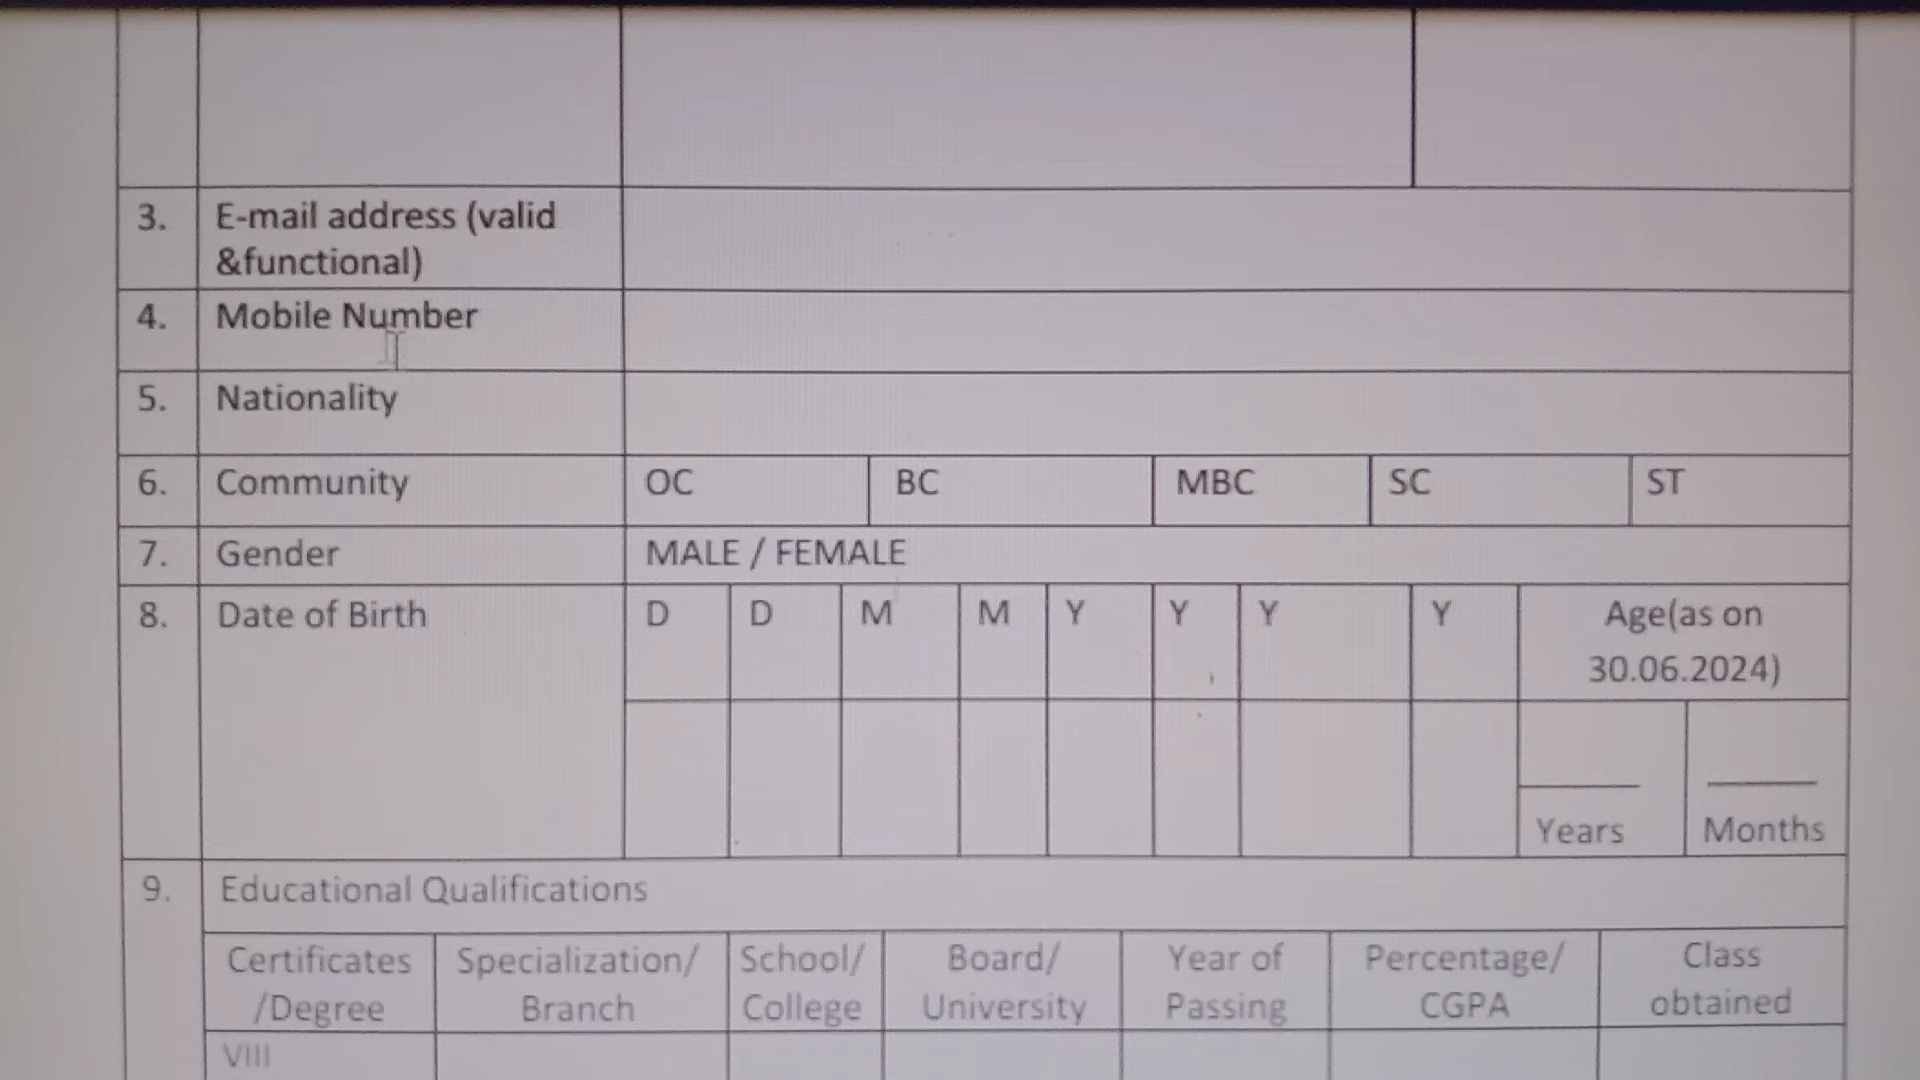 3. E-mail address (valid
&functional)
4. Mobile Number
5. Nationality
6. Community OC BC MBC SC ST
7. Gender MALE / FEMALE
8. Date of Birth D D M M Y Y Y Y Age(as on
30.06.2024)
Years Months
9. Educational Qualifications
Certificates Specialization/ School/ Board/ Year of Percentage/ Class
/Degree Branch College University Passing CGPA obtained
VIII